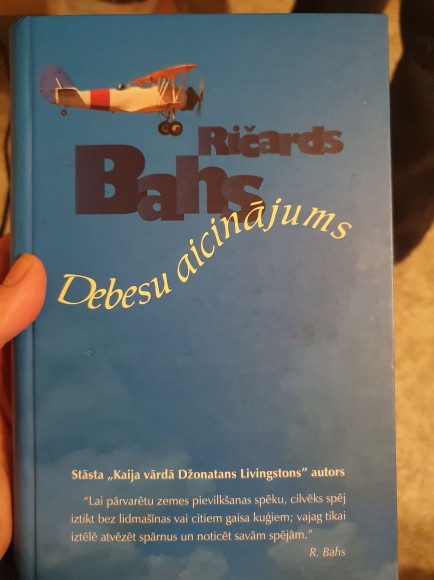 Ričards
Bahs
Debesu aicinājums
Stāsta „Kaija vārdā Džonatans Livingstons” autors
“Lai pārvarētu zemes pievilkšanas spēku, cilvēks spēj
iztikt bez lidmašīnas vai citiem gaisa kuģiem; vajag tikai
iztēlē atvēzēt spārnus un noticēt savām spējām.”
R. Bahs